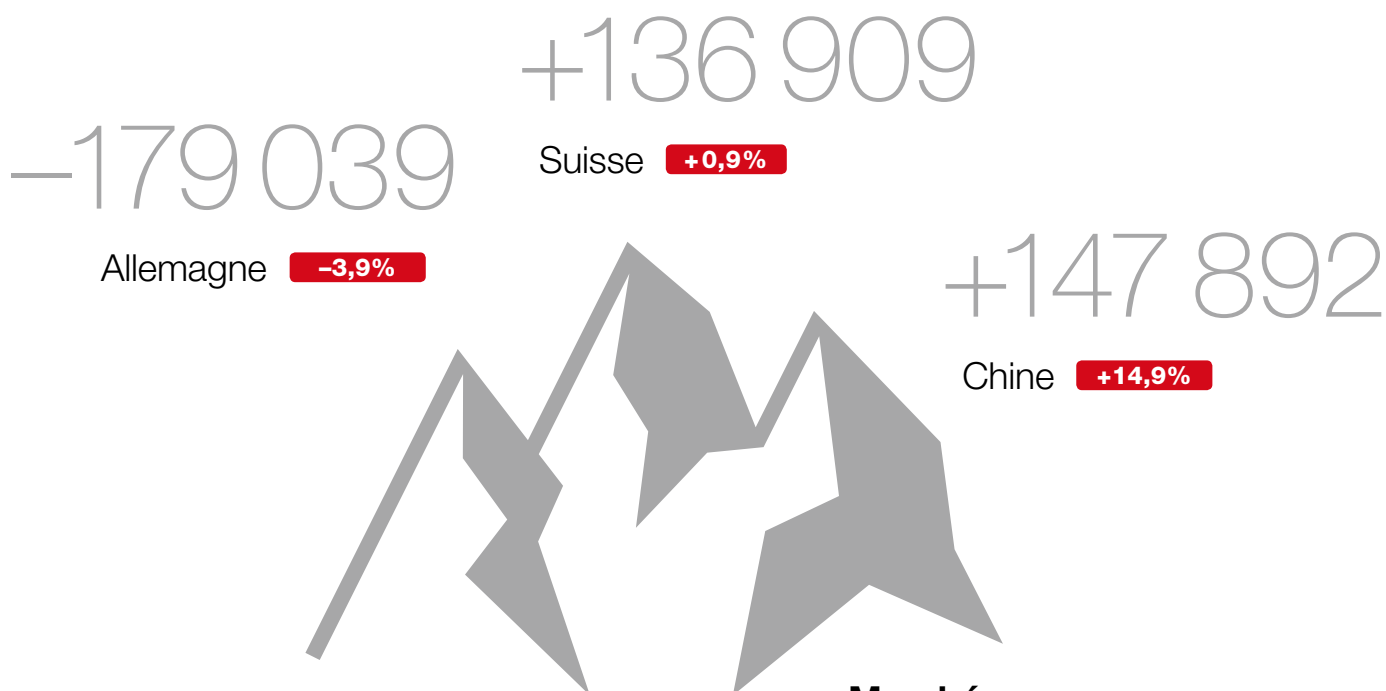 +136 909
Suisse +0,9%
–179 039
Allemagne –3,9%
+147 892
Chine +14,9%